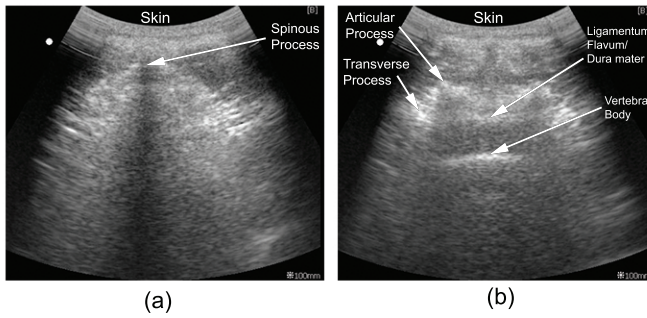 Skin
[B]
Spinous
Process
100mm
(a)
Skin
[B]
Articular
Process
Transverse
Process
Ligamentum
Flavum/
Dura mater
Vertebral
Body
100mm
(b)